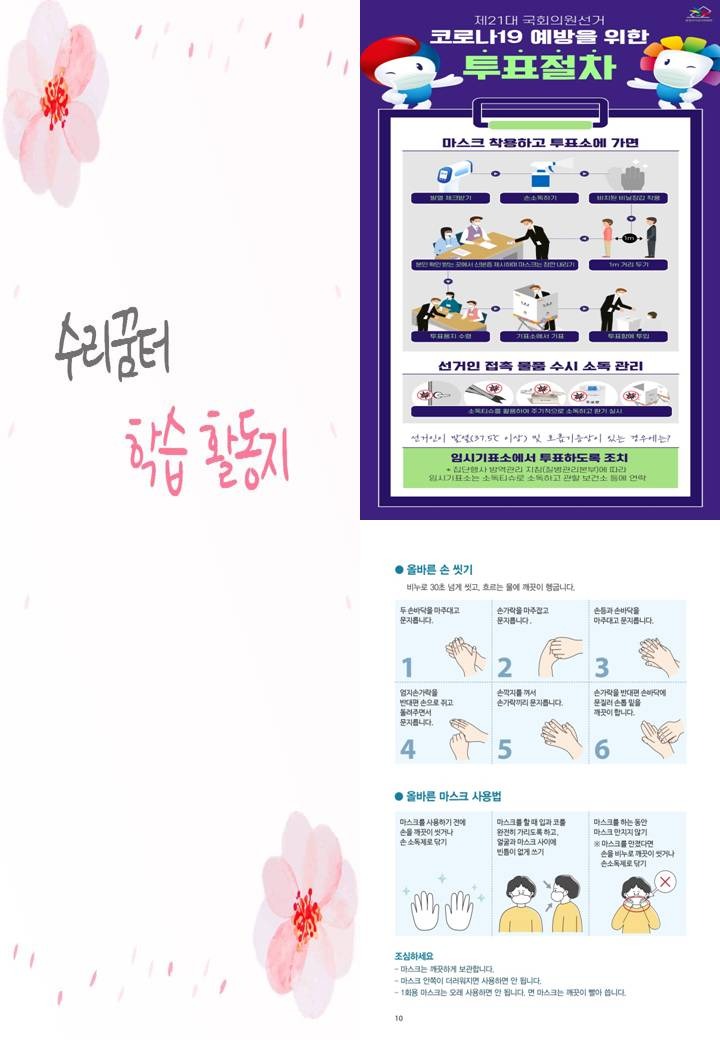 수리꿈터
학습 활동지
제21대 국회의원선거
코로나19 예방을 위한
투표절차
마스크 착용하고 투표소에 가면
발열 체크받기
손소독하기
비치된 비닐장갑 착용
1m
본인 확인 받는 곳에서 신분증 제시하며 마스크는 잠깐 내리기
1m 거리 두기
투표용지 수령
기표소에서 기표
투표함에 투입
선거인 접촉 물품 수시 소독 관리
소독티슈를 활용하여 주기적으로 소독하고 환기 실시
선거인이 발열(37.5℃ 이상) 및 호흡기증상이 있는 경우에는?
임시기표소에서 투표하도록 조치
* 집단행사 방역관리 지침(질병관리본부)에 따라
임시기표소는 소독티슈로 소독하고 관할 보건소 등에 연락
● 올바른 손 씻기
비누로 30초 넘게 씻고, 흐르는 물에 깨끗이 헹굽니다.
두 손바닥을 마주대고
문지릅니다.
1
손가락을 마주잡고
문지릅니다.
2
손등과 손바닥을
마주대고 문지릅니다.
3
엄지손가락을
반대편 손으로 쥐고
돌려주면서
문지릅니다.
4
손깍지를 껴서
손가락끼리 문지릅니다.
5
손가락을 반대편 손바닥에
문질러 손톱 밑을
깨끗이 합니다.
6
● 올바른 마스크 사용법
마스크를 사용하기 전에
손을 깨끗이 씻거나
손 소독제로 닦기
마스크를 할 때 입과 코를
완전히 가리도록 하고,
얼굴과 마스크 사이에
빈틈이 없게 쓰기
마스크를 하는 동안
마스크 만지지 않기
※ 마스크를 만졌다면
손을 비누로 깨끗이 씻거나
손소독제로 닦기
조심하세요
- 마스크는 깨끗하게 보관합니다.
- 마스크 안쪽이 더러워지면 사용하면 안 됩니다.
- 1회용 마스크는 오래 사용하면 안 됩니다. 면 마스크는 깨끗이 빨아 씁니다.
10